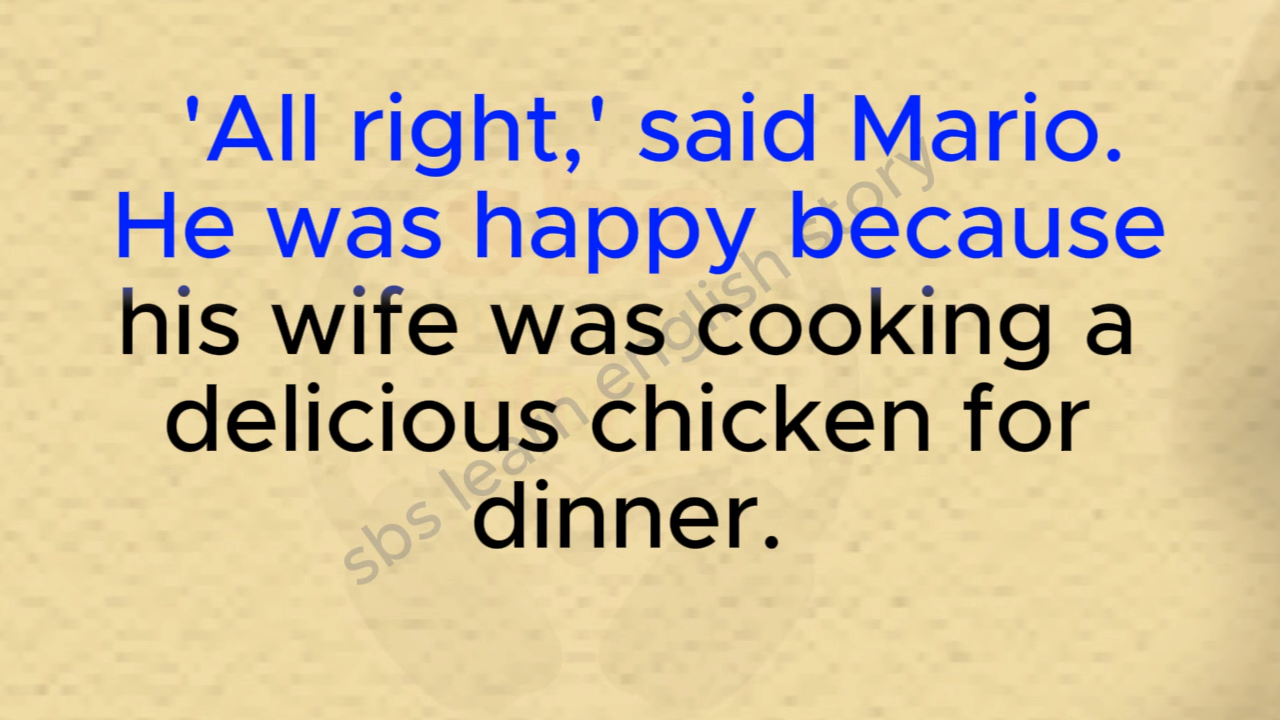 'All right,' said Mario.
He was happy because
his wife was cooking a
delicious chicken for
dinner.
sbs learn english story